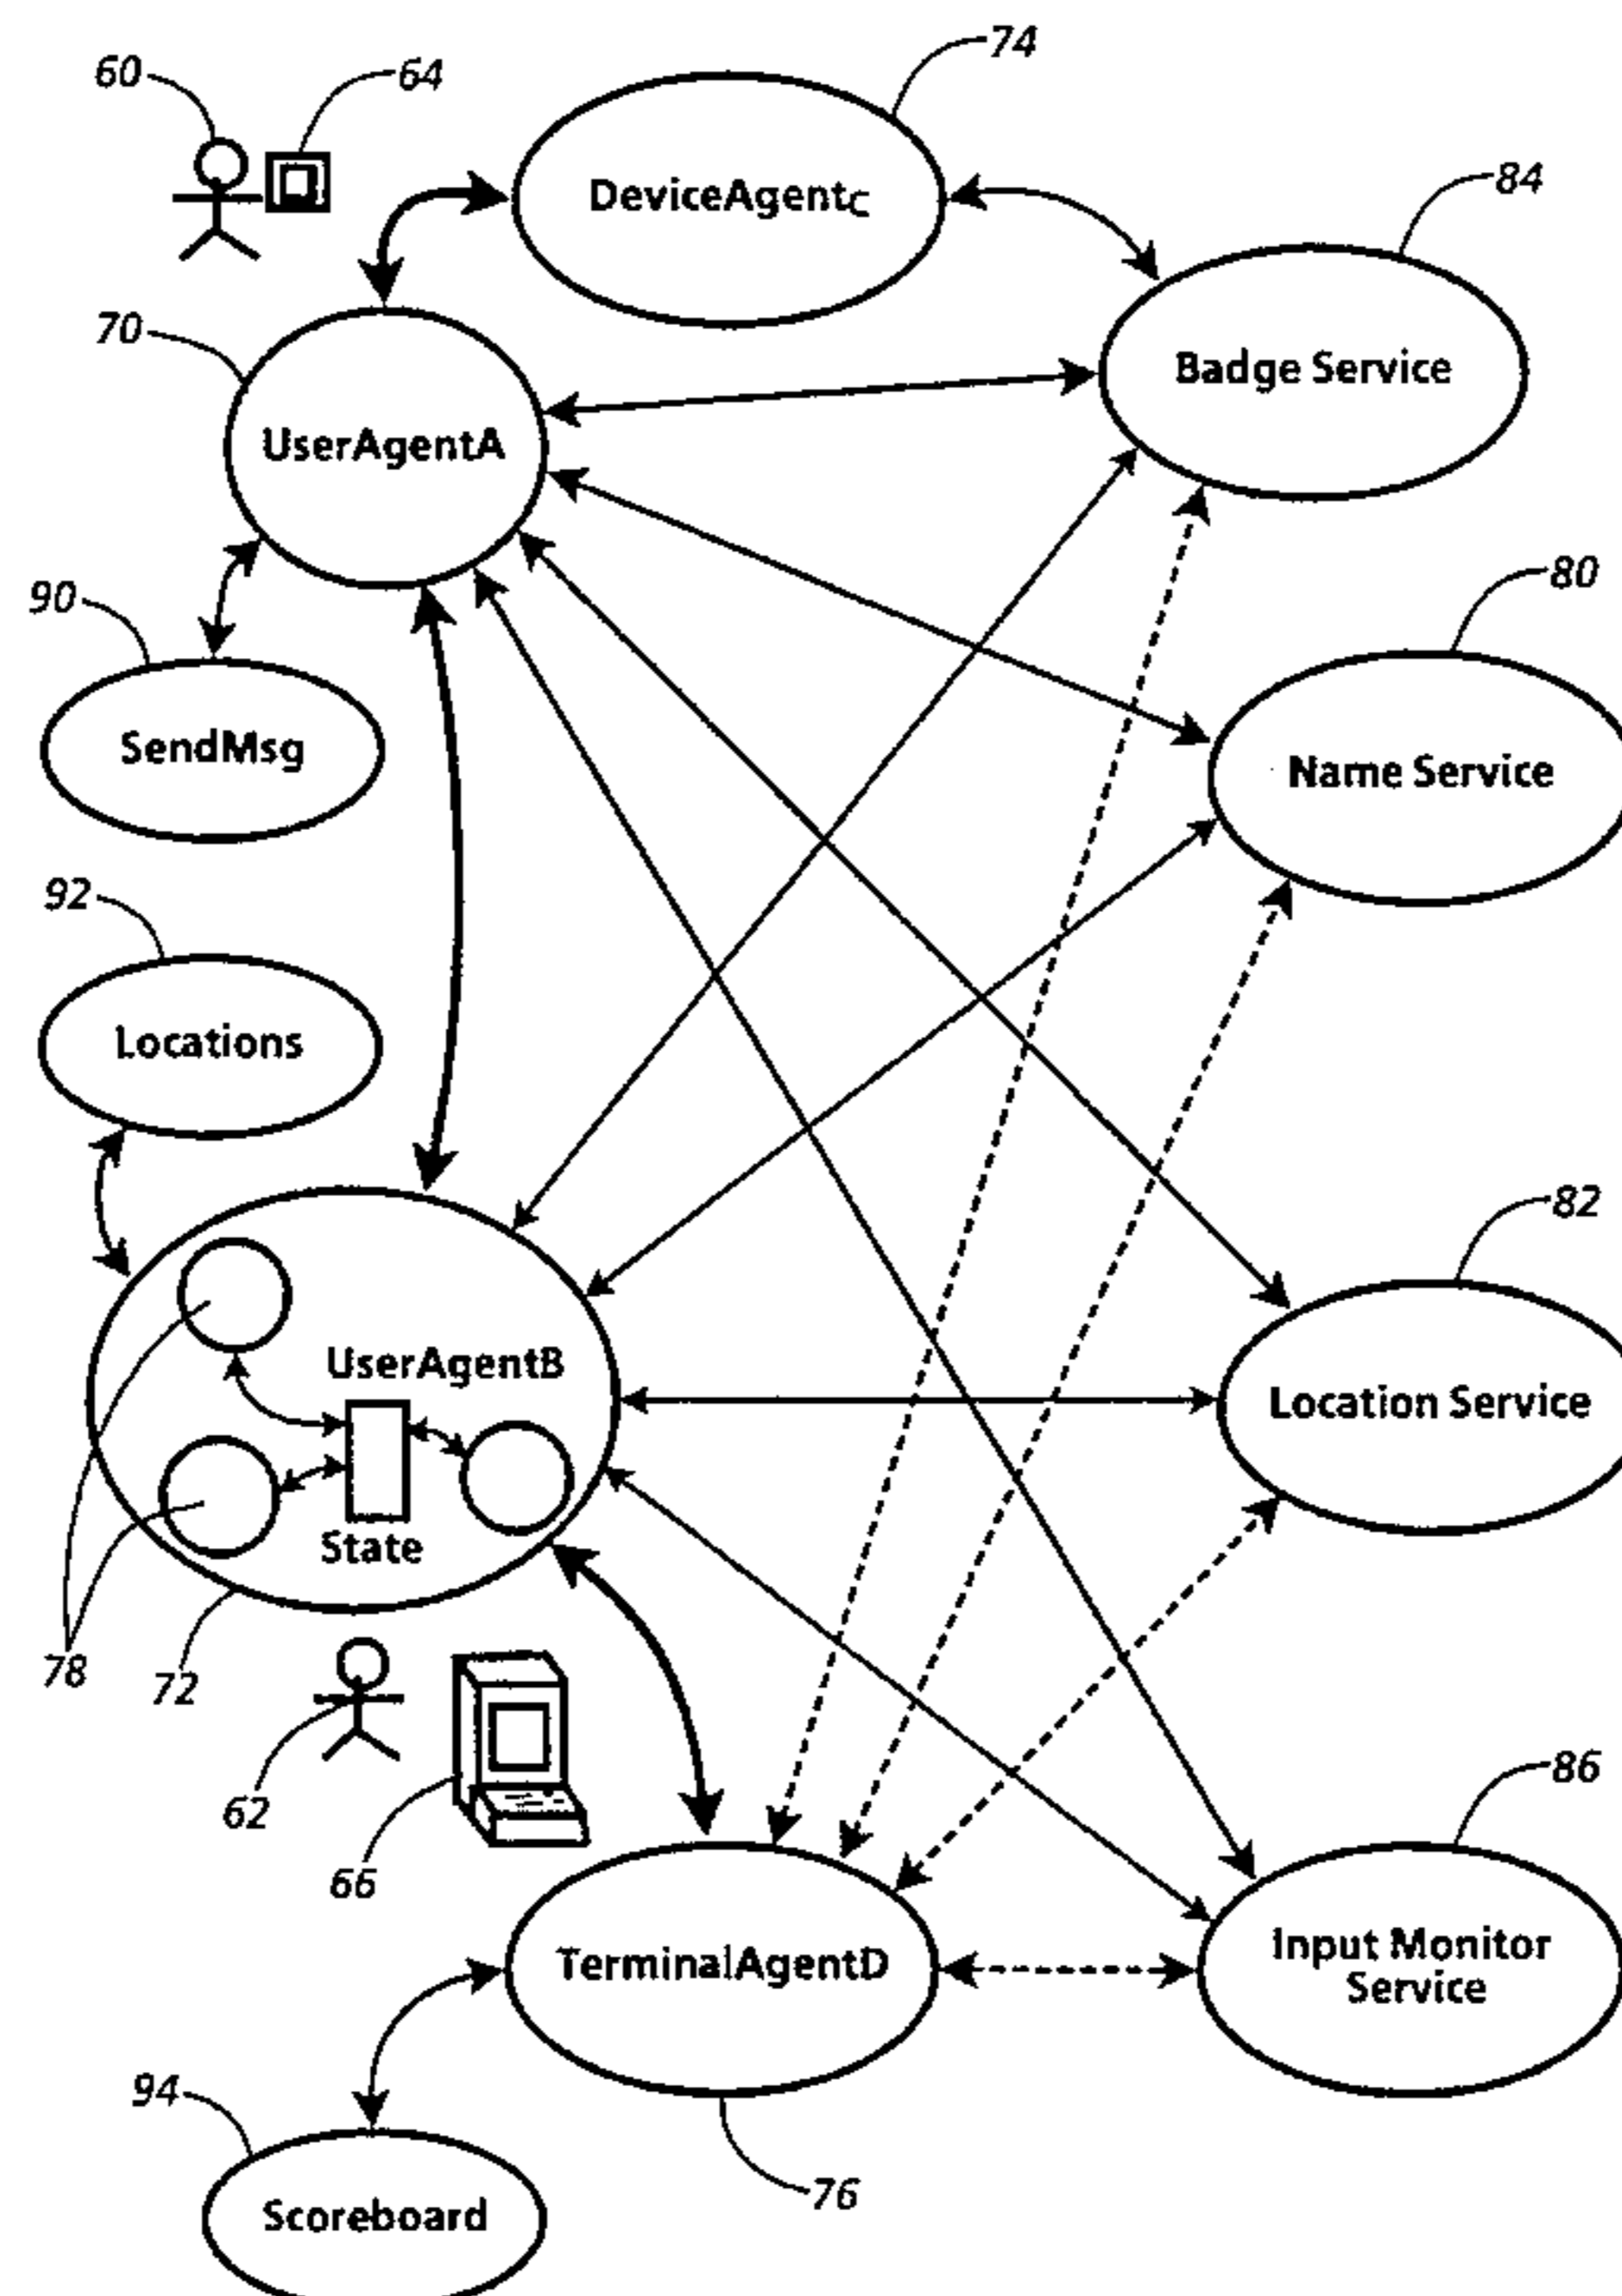 74
60
64
DeviceAgentC
84
70
Badge Service
UserAgentA
90
80
SendMsg
Name Service
92
Locations
82
UserAgentB
Location Service
State
78
72
62
66
86
TerminalAgentD
Input Monitor
Service
94
76
Scoreboard